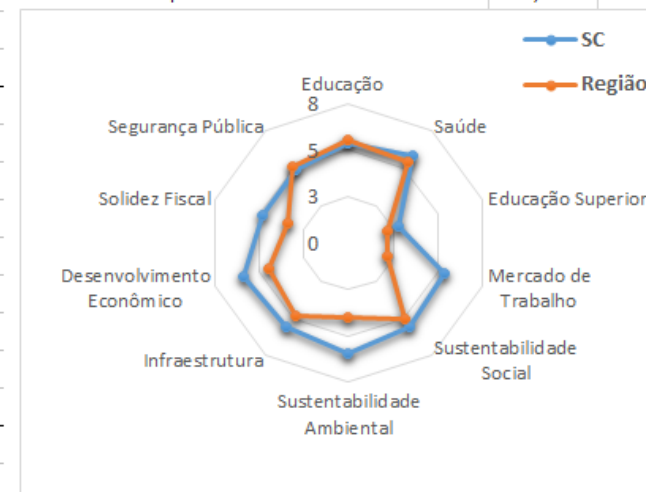 SC
Região
Educação
8
Segurança Pública
Saúde
5
Solidez Fiscal
3
Educação Superior
0
Desenvolvimento
Econômico
Mercado de
Trabalho
Infraestrutura
Sustentabilidade
Social
Sustentabilidade
Ambiental